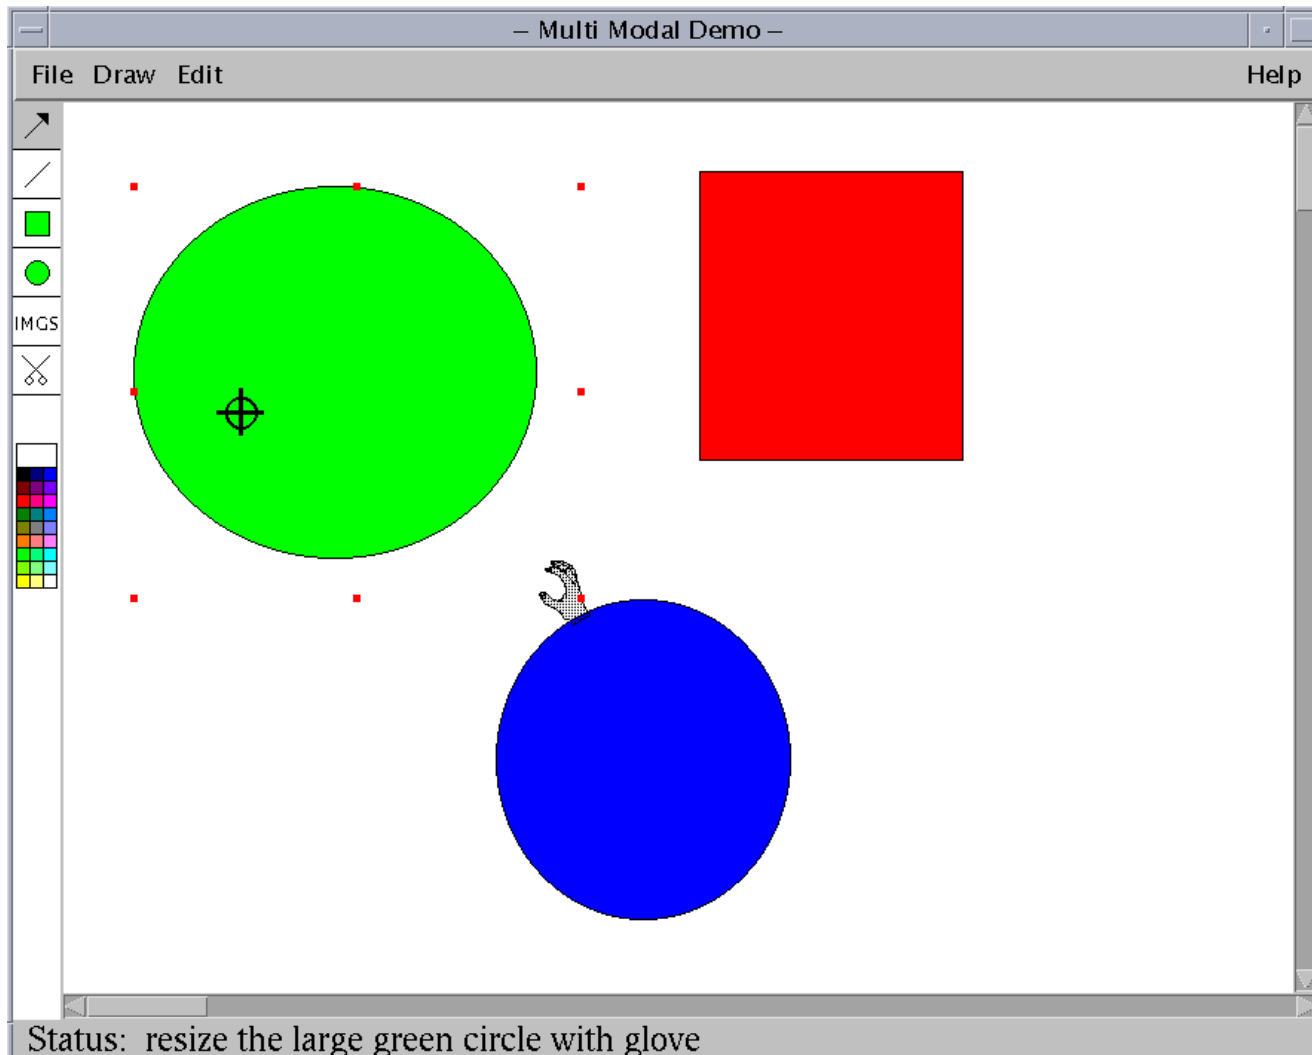 – Multi Modal Demo –
File Draw Edit Help
IMGS
Status: resize the large green circle with glove